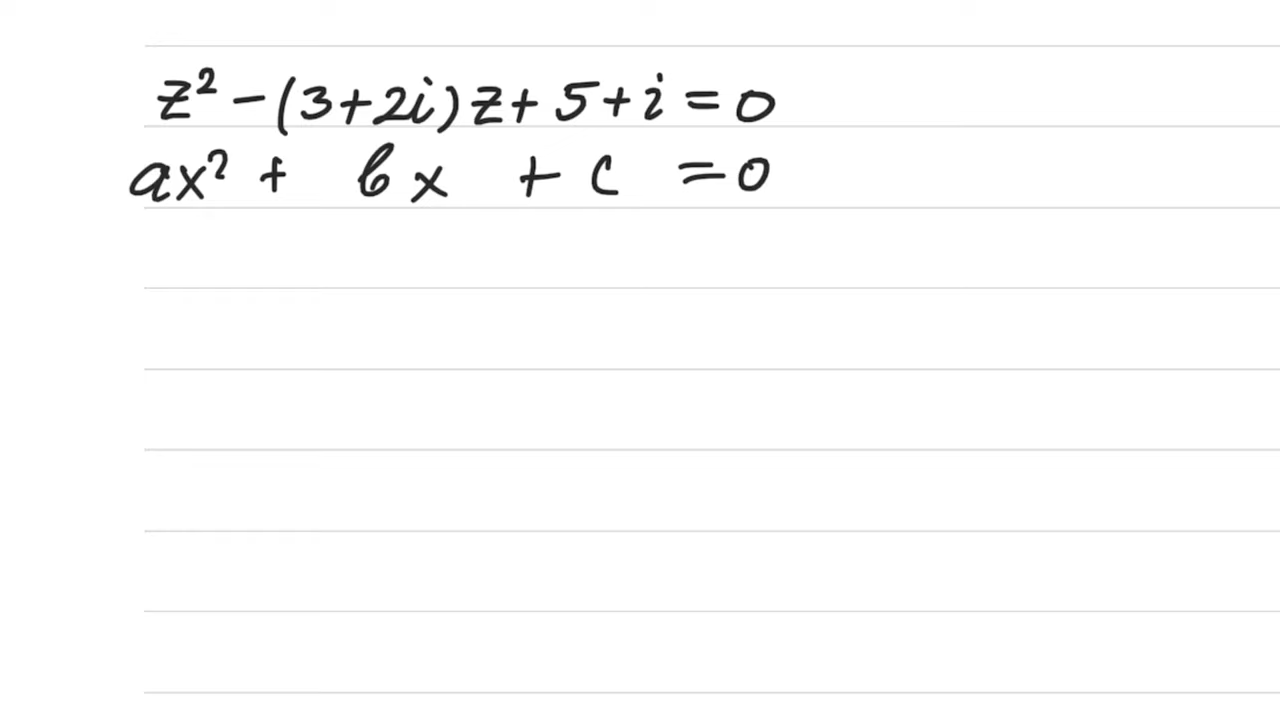 z² - (3+2i)z + 5 + i = 0
ax² + bx + c = 0